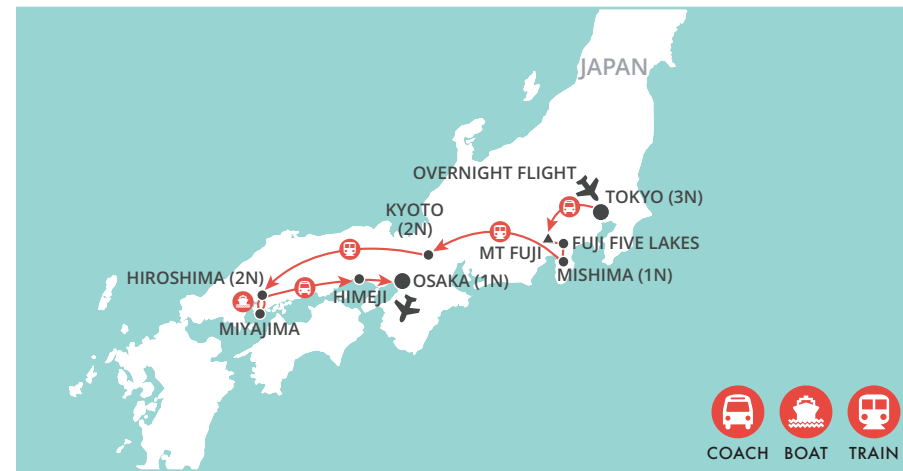 JAPAN
OVERNIGHT FLIGHT
TOKYO (3N)
KYOTO
(2N)
FUJI FIVE LAKES
MT FUJI
MISHIMA (1N)
HIROSHIMA (2N)
OSAKA (1N)
HIMEJI
MIYAJIMA
COACH BOAT TRAIN